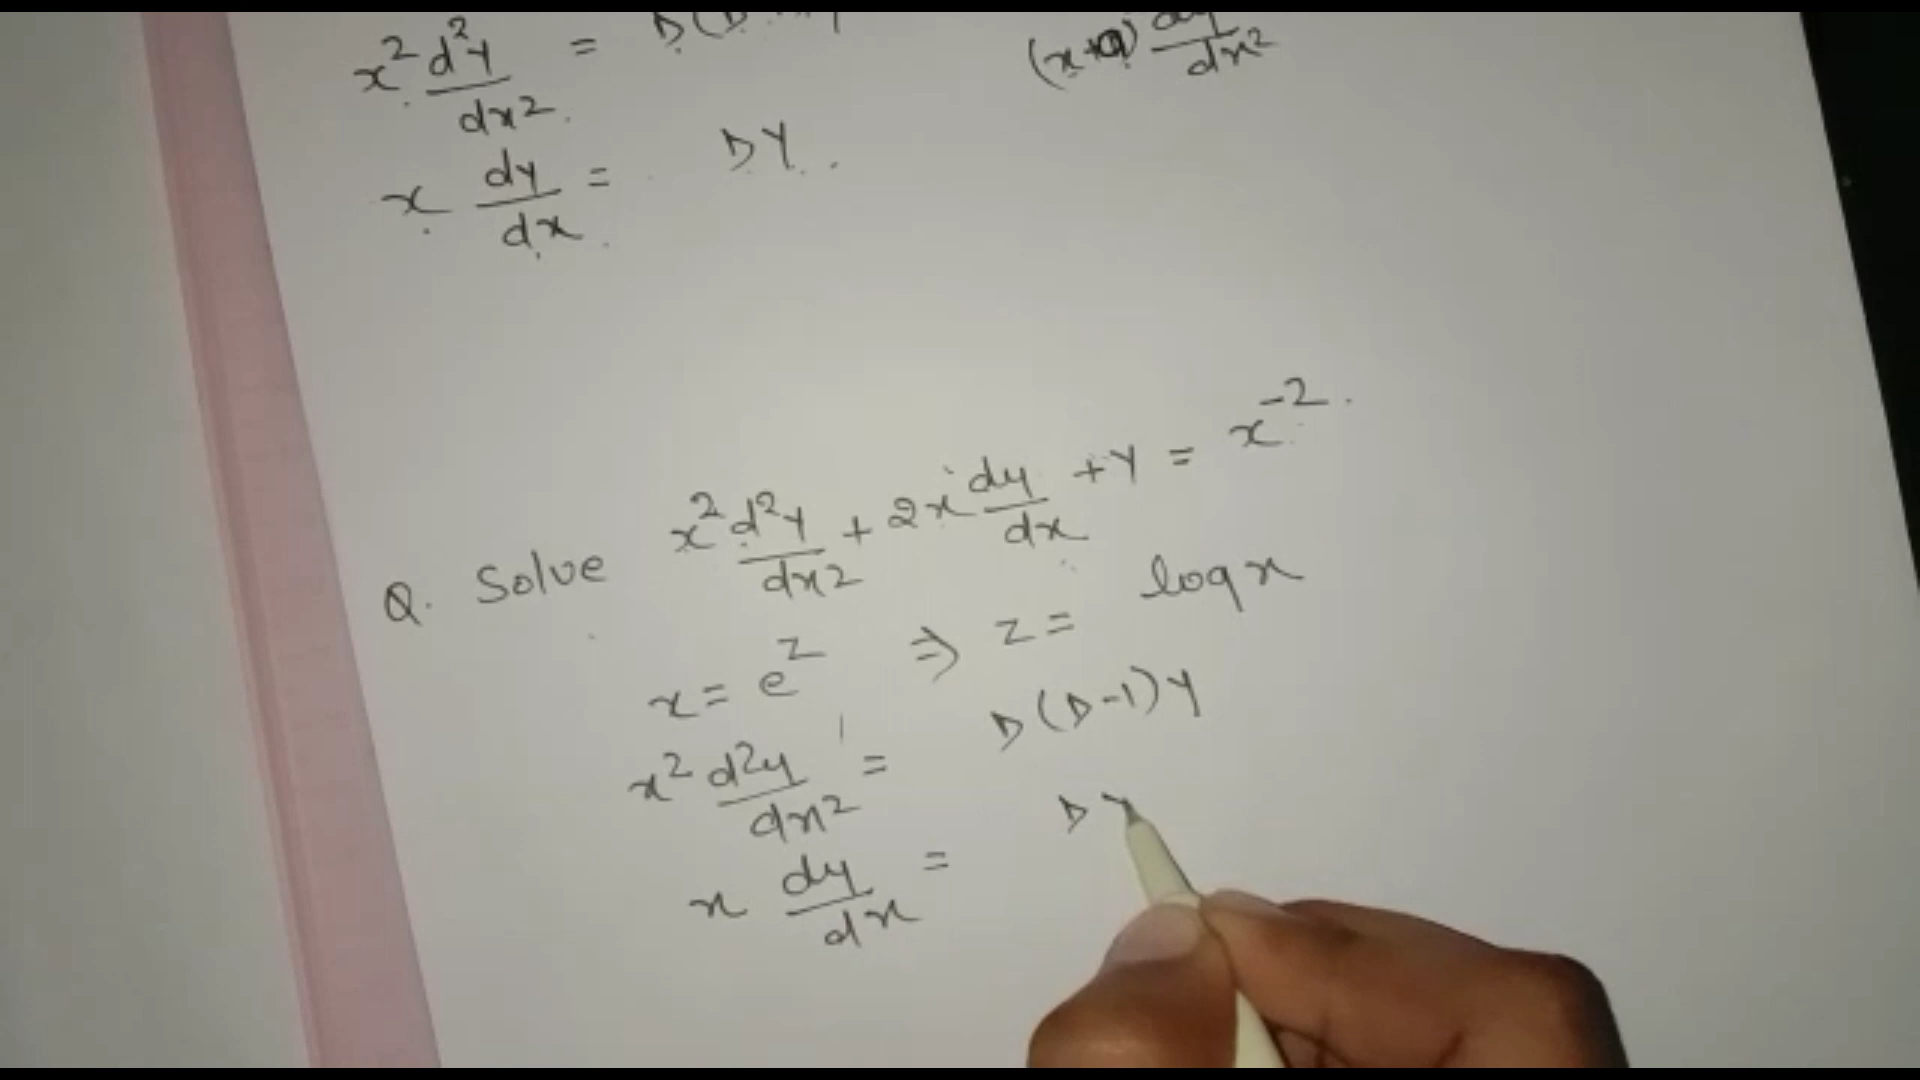 x² d²y/dx² = D(D
(x+a) dy/dx²
x dy/dx = DY.
Q. Solve x² d²y/dx² + 2x dy/dx + y = x⁻².
x = e^z ⇒ z = log x
x² d²y/dx² = D(D-1)Y
x dy/dx = DY